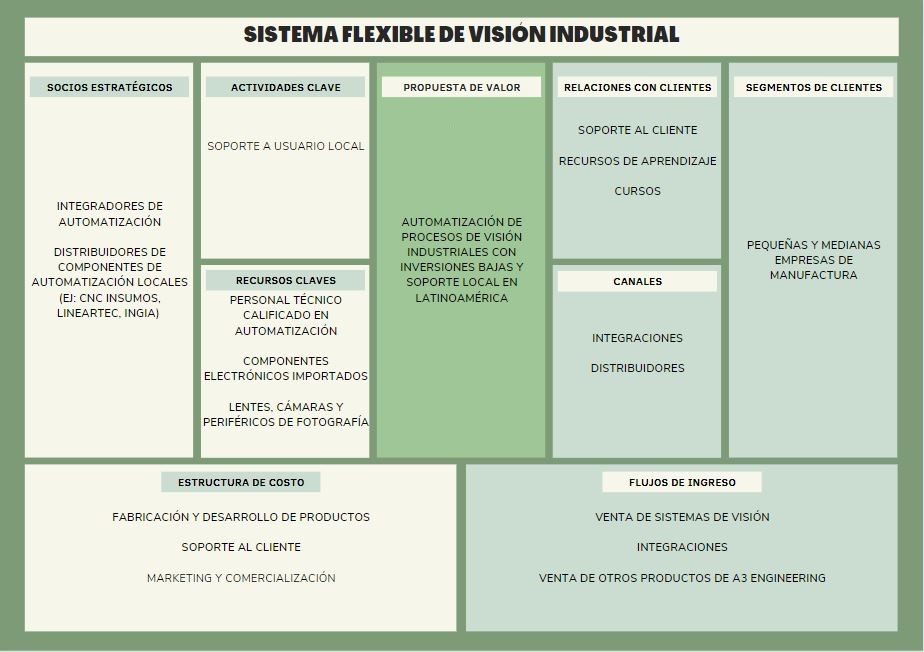 SISTEMA FLEXIBLE DE VISIÓN INDUSTRIAL
SOCIOS ESTRATÉGICOS
INTEGRADORES DE
AUTOMATIZACIÓN
DISTRIBUIDORES DE
COMPONENTES DE
AUTOMATIZACIÓN LOCALES
(EJ: CNC INSUMOS,
LINEARTEC, INGIA)
ACTIVIDADES CLAVE
SOPORTE A USUARIO LOCAL
RECURSOS CLAVES
PERSONAL TÉCNICO
CALIFICADO EN
AUTOMATIZACIÓN
COMPONENTES
ELECTRÓNICOS IMPORTADOS
LENTES, CÁMARAS Y
PERIFÉRICOS DE FOTOGRAFÍA
PROPUESTA DE VALOR
AUTOMATIZACIÓN DE
PROCESOS DE VISIÓN
INDUSTRIALES CON
INVERSIONES BAJAS Y
SOPORTE LOCAL EN
LATINOAMÉRICA
RELACIONES CON CLIENTES
SOPORTE AL CLIENTE
RECURSOS DE APRENDIZAJE
CURSOS
CANALES
INTEGRACIONES
DISTRIBUIDORES
SEGMENTOS DE CLIENTES
PEQUEÑAS Y MEDIANAS
EMPRESAS DE
MANUFACTURA
ESTRUCTURA DE COSTO
FABRICACIÓN Y DESARROLLO DE PRODUCTOS
SOPORTE AL CLIENTE
MARKETING Y COMERCIALIZACIÓN
FLUJOS DE INGRESO
VENTA DE SISTEMAS DE VISIÓN
INTEGRACIONES
VENTA DE OTROS PRODUCTOS DE A3 ENGINEERING